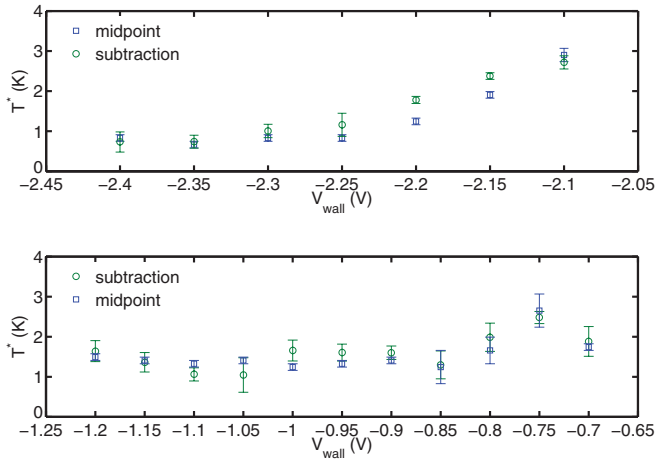 4
3
2
1
0
T* (K)
midpoint
subtraction
−2.45 −2.4 −2.35 −2.3 −2.25 −2.2 −2.15 −2.1 −2.05
V_wall (V)
4
3
2
1
0
T* (K)
subtraction
midpoint
−1.25 −1.2 −1.15 −1.1 −1.05 −1 −0.95 −0.9 −0.85 −0.8 −0.75 −0.7 −0.65
V_wall (V)